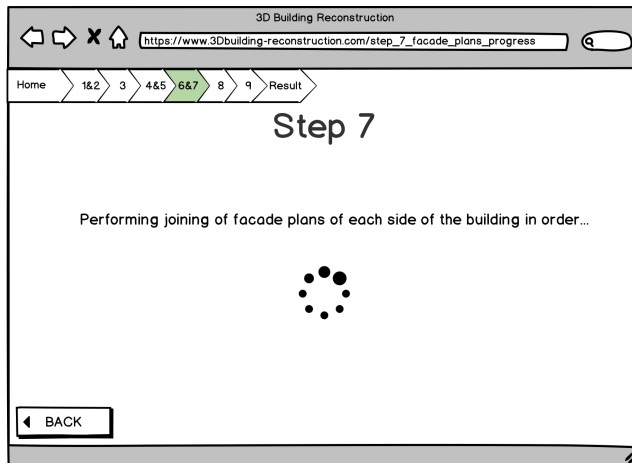 3D Building Reconstruction
https://www.3Dbuilding-reconstruction.com/step_7_facade_plans_progress
Home 1&2 3 4&5 6&7 8 9 Result
Step 7
Performing joining of facade plans of each side of the building in order...
BACK